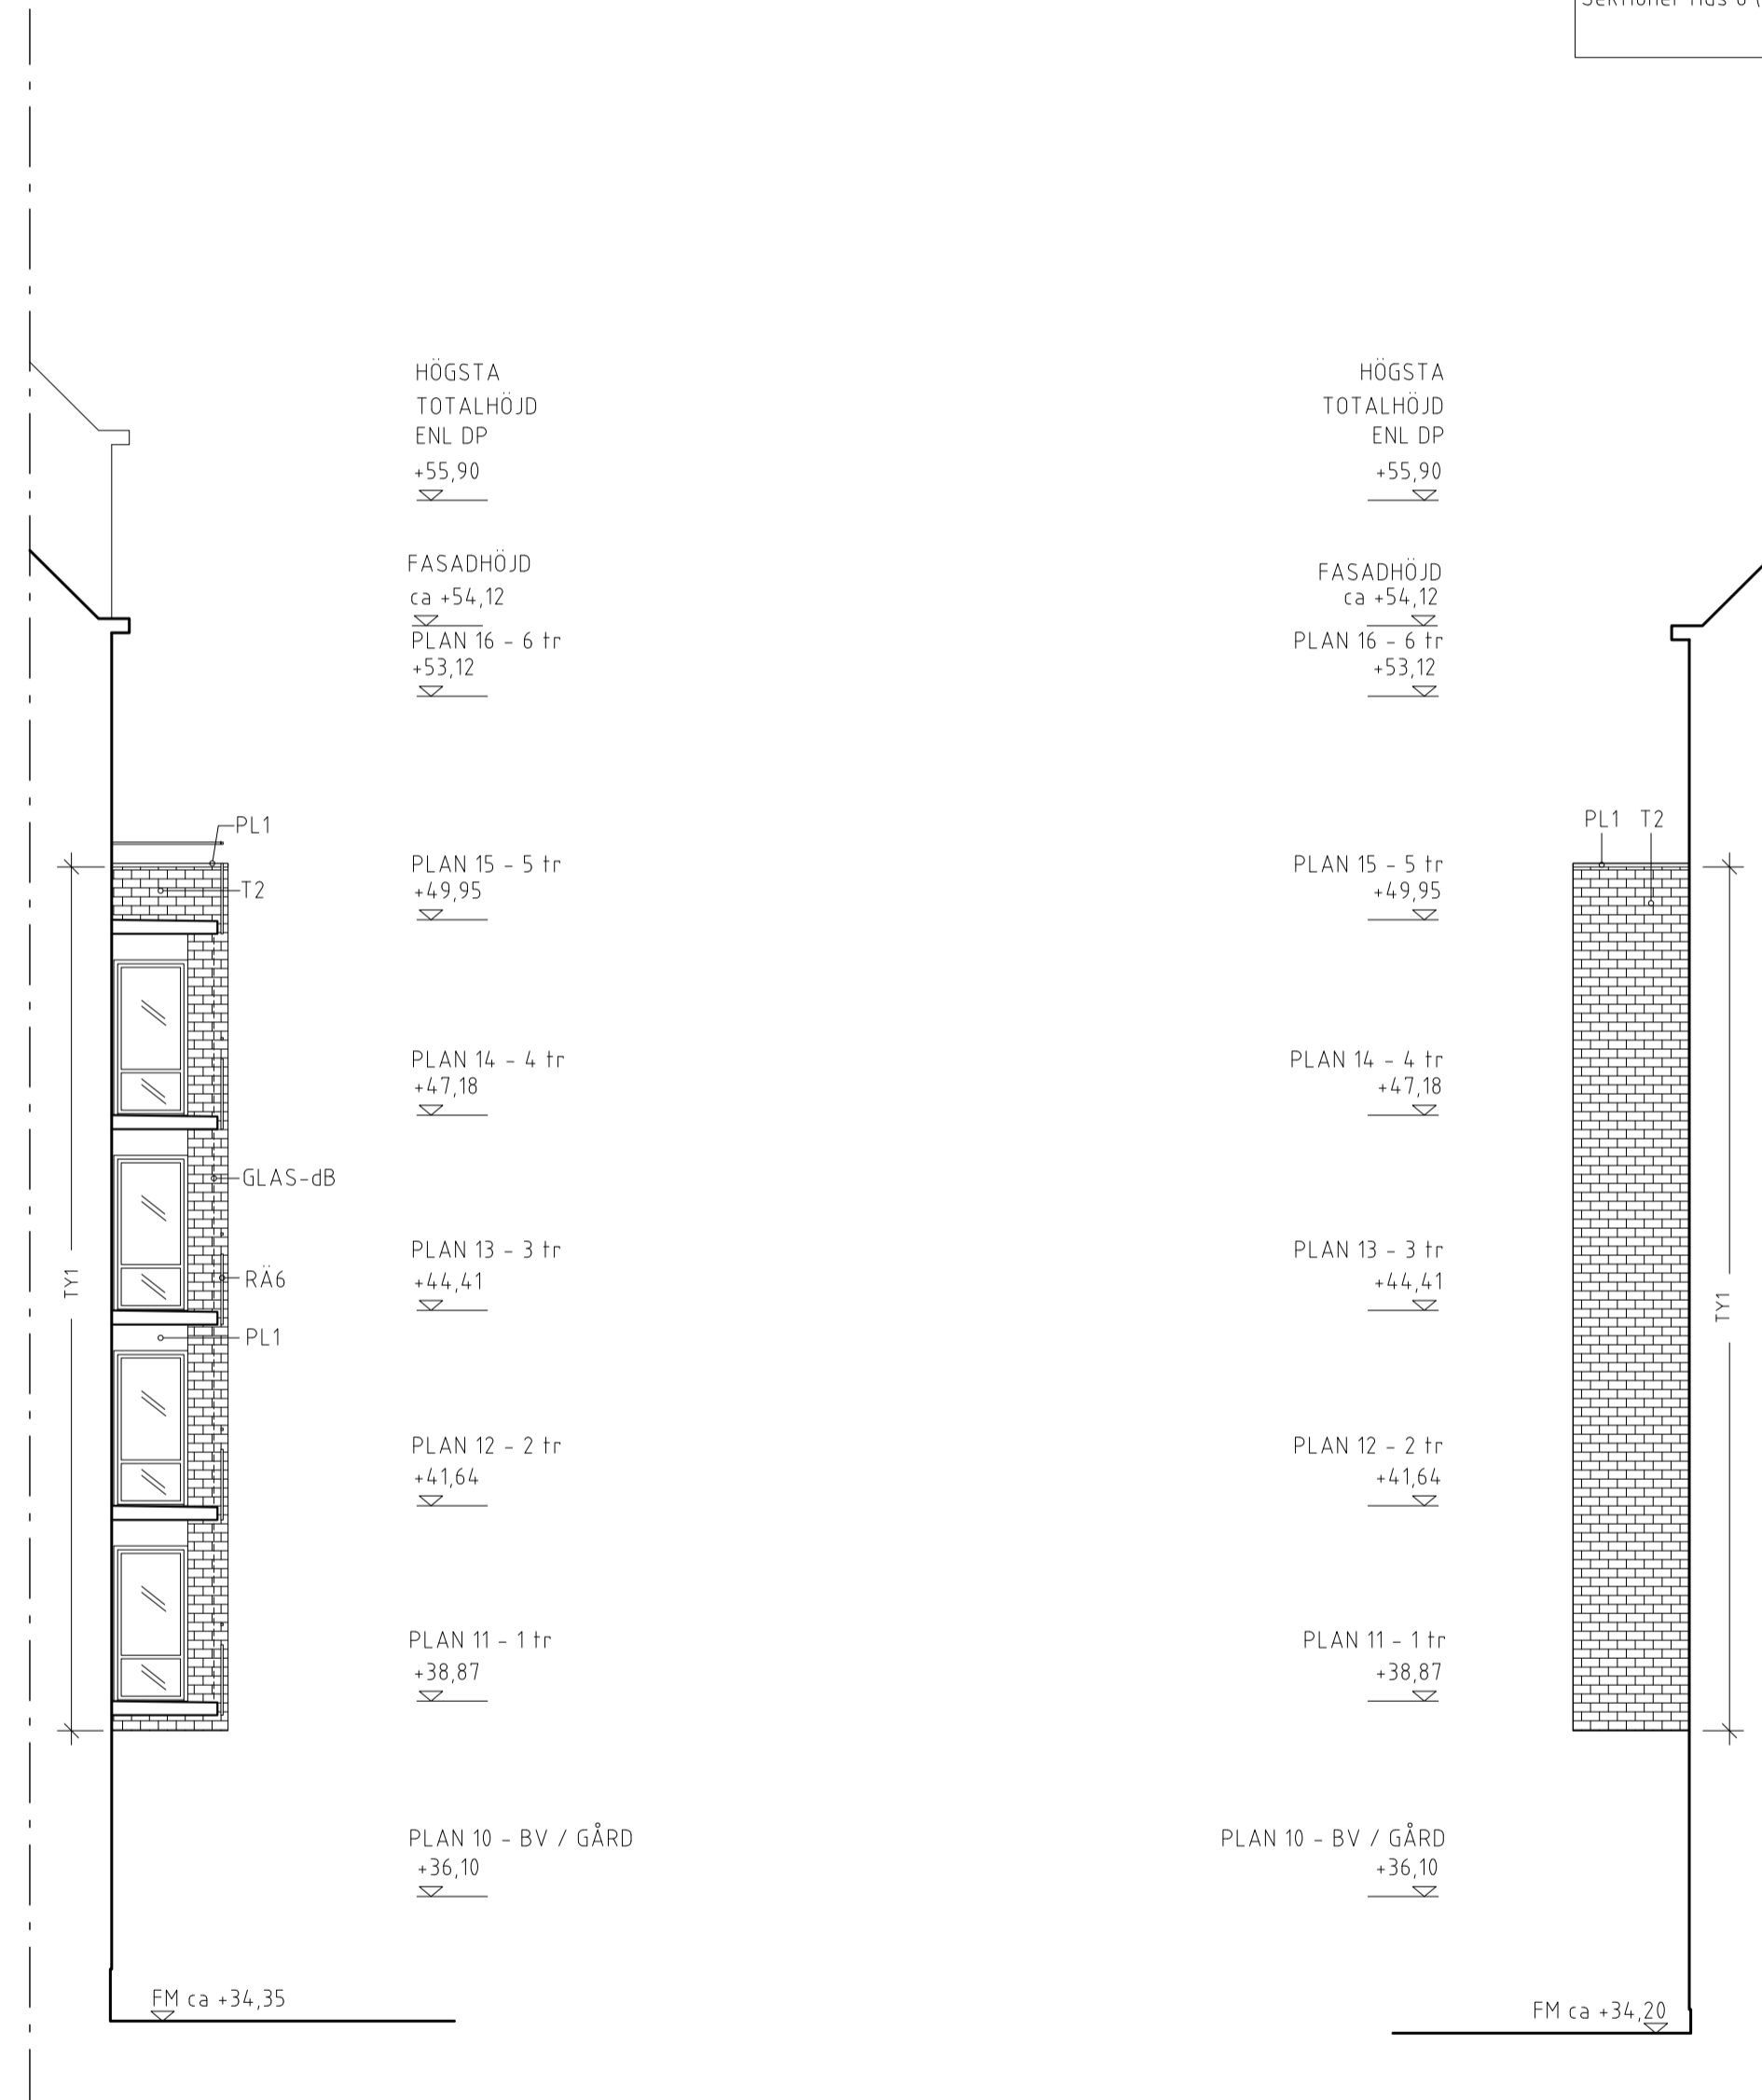 HÖGSTA
TOTALHÖJD
ENL DP
+55,90
FASADHÖJD
ca +54,12
PLAN 16 - 6 tr
+53,12
PL1
T2
PLAN 15 - 5 tr
+49,95
PLAN 14 - 4 tr
+47,18
GLAS-dB
PLAN 13 - 3 tr
+44,41
RÄ6
TY1
PL1
PLAN 12 - 2 tr
+41,64
PLAN 11 - 1 tr
+38,87
PLAN 10 - BV / GÅRD
+36,10
FM ca +34,35
HÖGSTA
TOTALHÖJD
ENL DP
+55,90
FASADHÖJD
ca +54,12
PLAN 16 - 6 tr
+53,12
PL1 T2
PLAN 15 - 5 tr
+49,95
PLAN 14 - 4 tr
+47,18
PLAN 13 - 3 tr
+44,41
TY1
PLAN 12 - 2 tr
+41,64
PLAN 11 - 1 tr
+38,87
PLAN 10 - BV / GÅRD
+36,10
FM ca +34,20